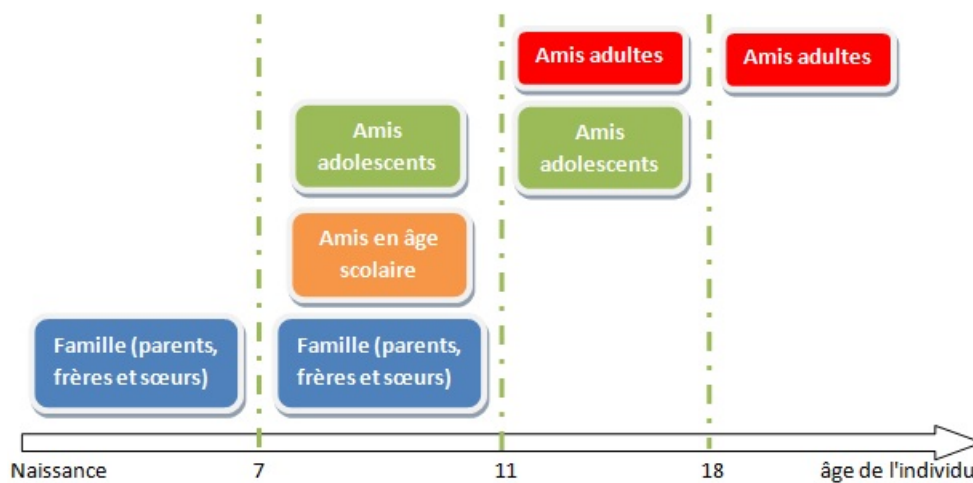 Amis adultes
Amis adultes
Amis
adolescents
Amis
adolescents
Amis en âge
scolaire
Famille (parents,
frères et sœurs)
Famille (parents,
frères et sœurs)
Naissance 7 11 18 âge de l'individu